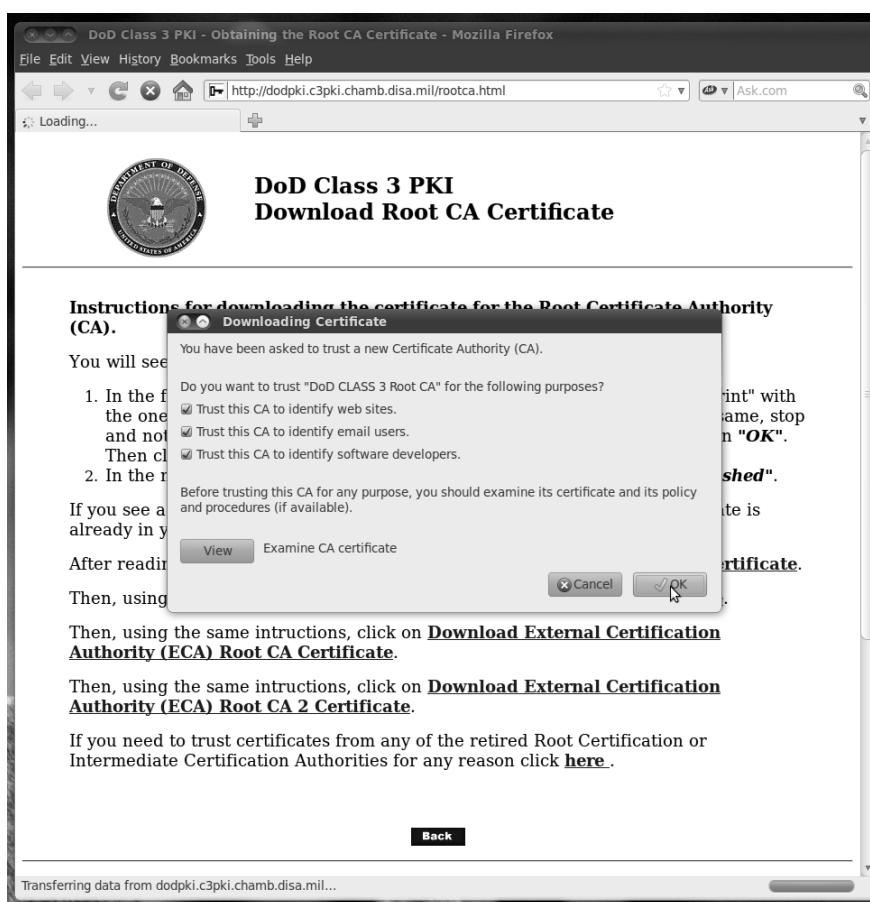 DoD Class 3 PKI - Obtaining the Root CA Certificate - Mozilla Firefox
File Edit View History Bookmarks Tools Help
http://dodpki.c3pki.chamb.disa.mil/rootca.html
Ask.com
Loading...
DEPARTMENT OF DEFENSE
UNITED STATES OF AMERICA
DoD Class 3 PKI
Download Root CA Certificate
Instructions for downloading the certificate for the Root Certificate Authority
(CA).
Downloading Certificate
You have been asked to trust a new Certificate Authority (CA).
Do you want to trust "DoD CLASS 3 Root CA" for the following purposes?
Trust this CA to identify web sites.
Trust this CA to identify email users.
Trust this CA to identify software developers.
Before trusting this CA for any purpose, you should examine its certificate and its policy
and procedures (if available).
View Examine CA certificate
Cancel OK
You will see
1. In the f rint" with
the one same, stop
and not n "OK".
Then cl
2. In the r shed".
If you see a te is
already in y
After readin rtificate.
Then, using .
Then, using the same intructions, click on Download External Certification
Authority (ECA) Root CA Certificate.
Then, using the same intructions, click on Download External Certification
Authority (ECA) Root CA 2 Certificate.
If you need to trust certificates from any of the retired Root Certification or
Intermediate Certification Authorities for any reason click here .
Back
Transferring data from dodpki.c3pki.chamb.disa.mil...